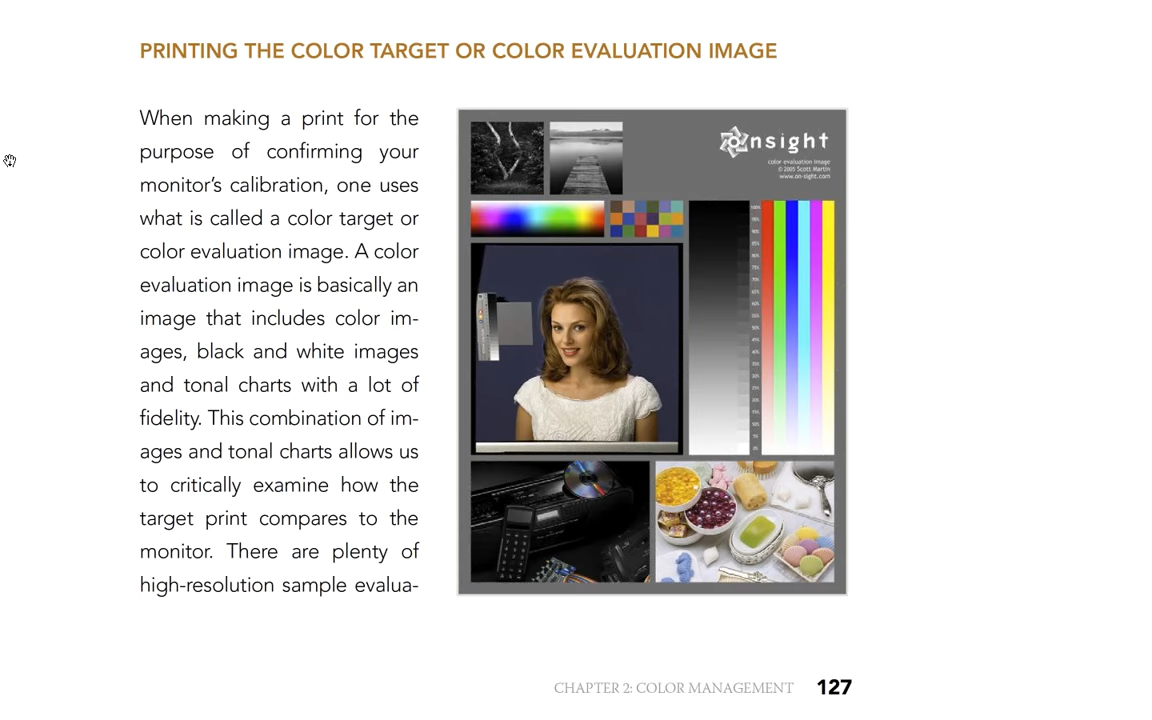 PRINTING THE COLOR TARGET OR COLOR EVALUATION IMAGE
When making a print for the
purpose of confirming your
monitor's calibration, one uses
what is called a color target or
color evaluation image. A color
evaluation image is basically an
image that includes color im-
ages, black and white images
and tonal charts with a lot of
fidelity. This combination of im-
ages and tonal charts allows us
to critically examine how the
target print compares to the
monitor. There are plenty of
high-resolution sample evalua-
onsight
color evaluation image
© 2005 Scott Martin
www.on-sight.com
CHAPTER 2: COLOR MANAGEMENT 127